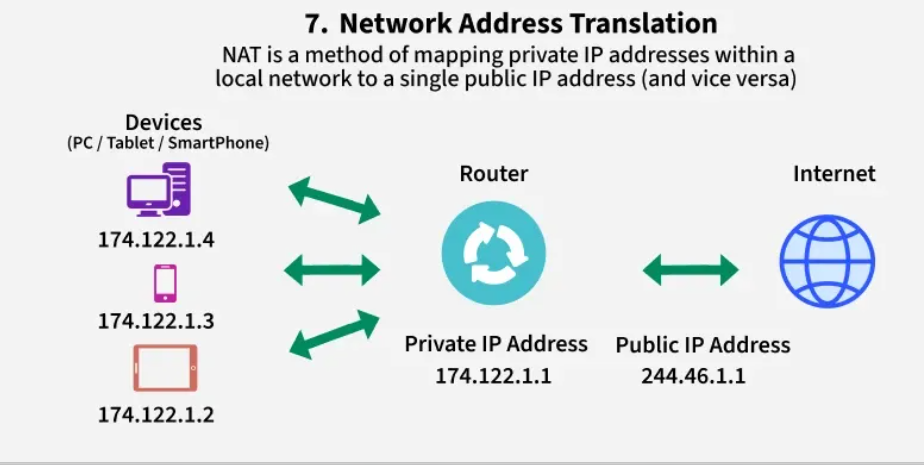 7. Network Address Translation
NAT is a method of mapping private IP addresses within a
local network to a single public IP address (and vice versa)
Devices
(PC / Tablet / SmartPhone)
174.122.1.4
174.122.1.3
174.122.1.2
Router
Private IP Address
174.122.1.1
Public IP Address
244.46.1.1
Internet